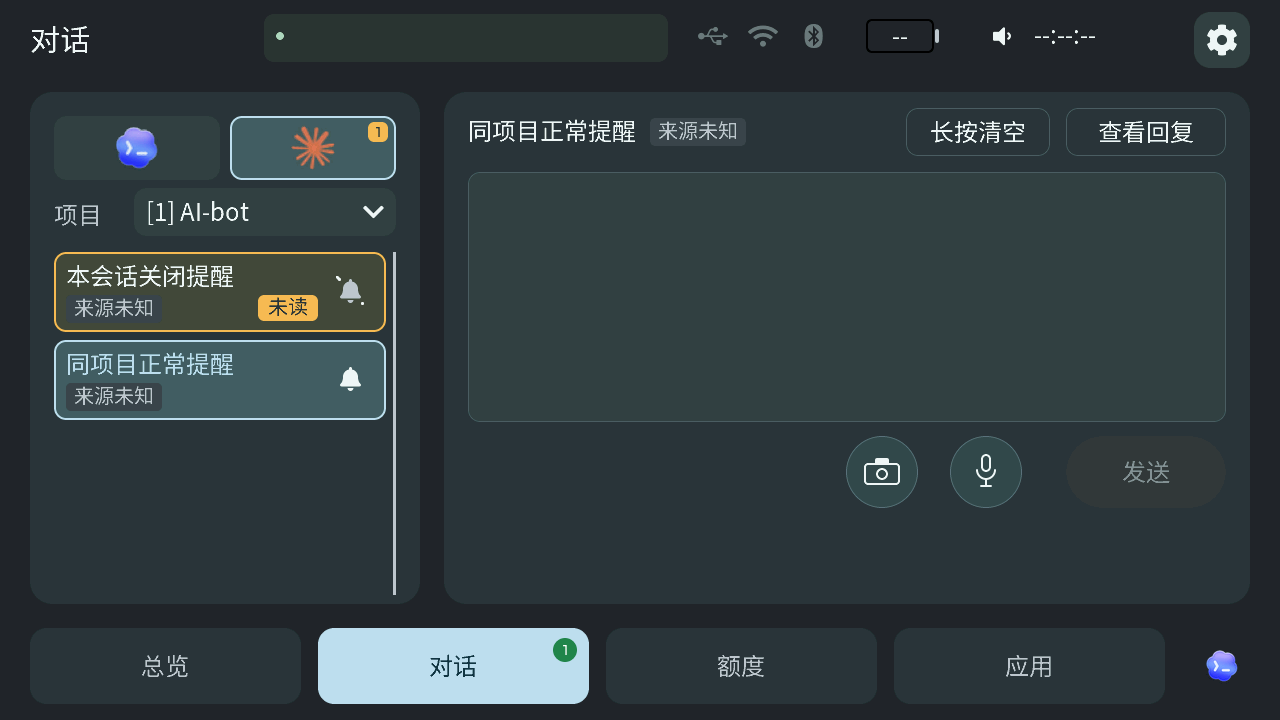 对话
--
--:--:--
1
项目
[1] AI-bot
本会话关闭提醒
来源未知
未读
同项目正常提醒
来源未知
同项目正常提醒
来源未知
长按清空
查看回复
发送
总览
对话
1
额度
应用